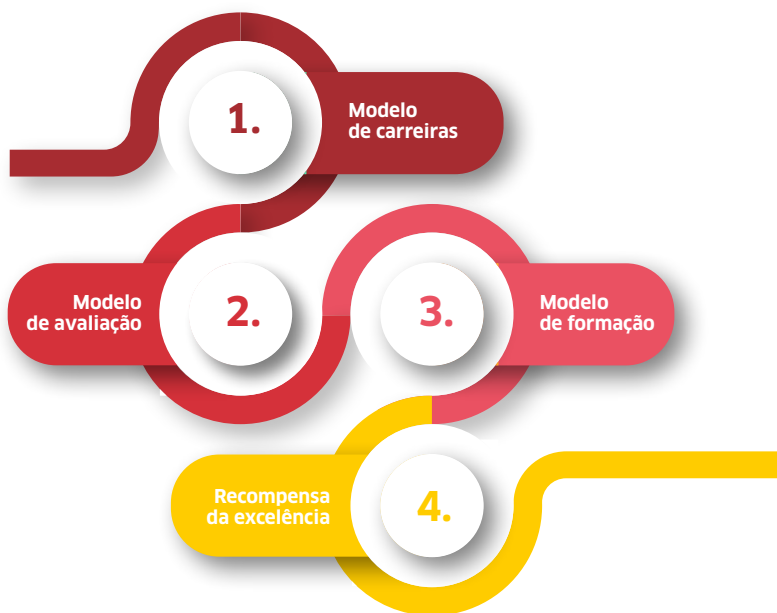 1.
Modelo
de carreiras
Modelo
de avaliação
2.
3.
Modelo
de formação
Recompensa
da excelência
4.